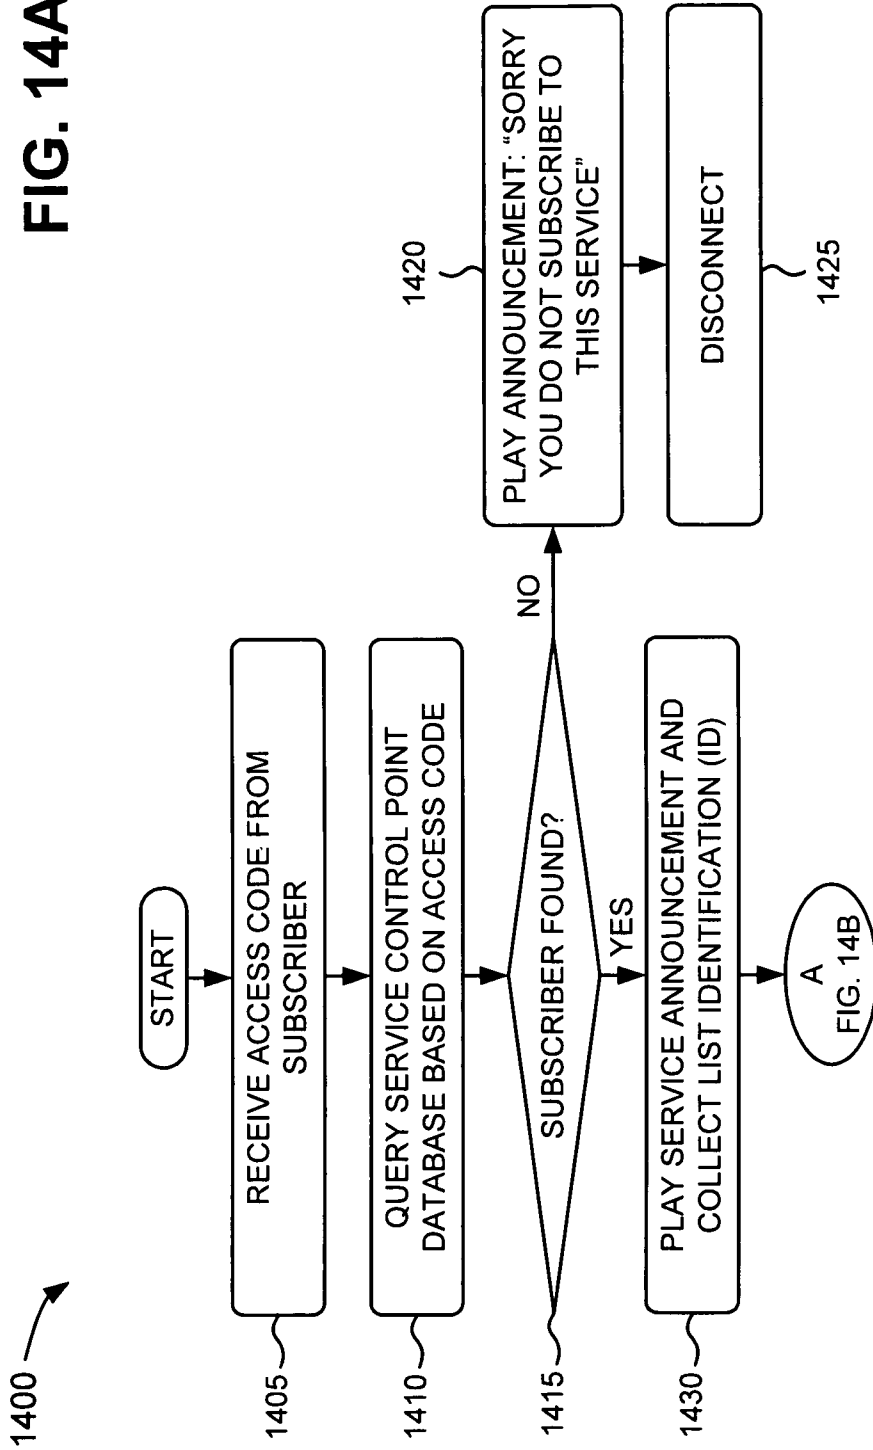 FIG. 14A
1400
START
1405
RECEIVE ACCESS CODE FROM
SUBSCRIBER
1410
QUERY SERVICE CONTROL POINT
DATABASE BASED ON ACCESS CODE
1415
SUBSCRIBER FOUND?
NO
YES
1420
PLAY ANNOUNCEMENT: “SORRY
YOU DO NOT SUBSCRIBE TO
THIS SERVICE”
DISCONNECT
1425
1430
PLAY SERVICE ANNOUNCEMENT AND
COLLECT LIST IDENTIFICATION (ID)
A
FIG. 14B